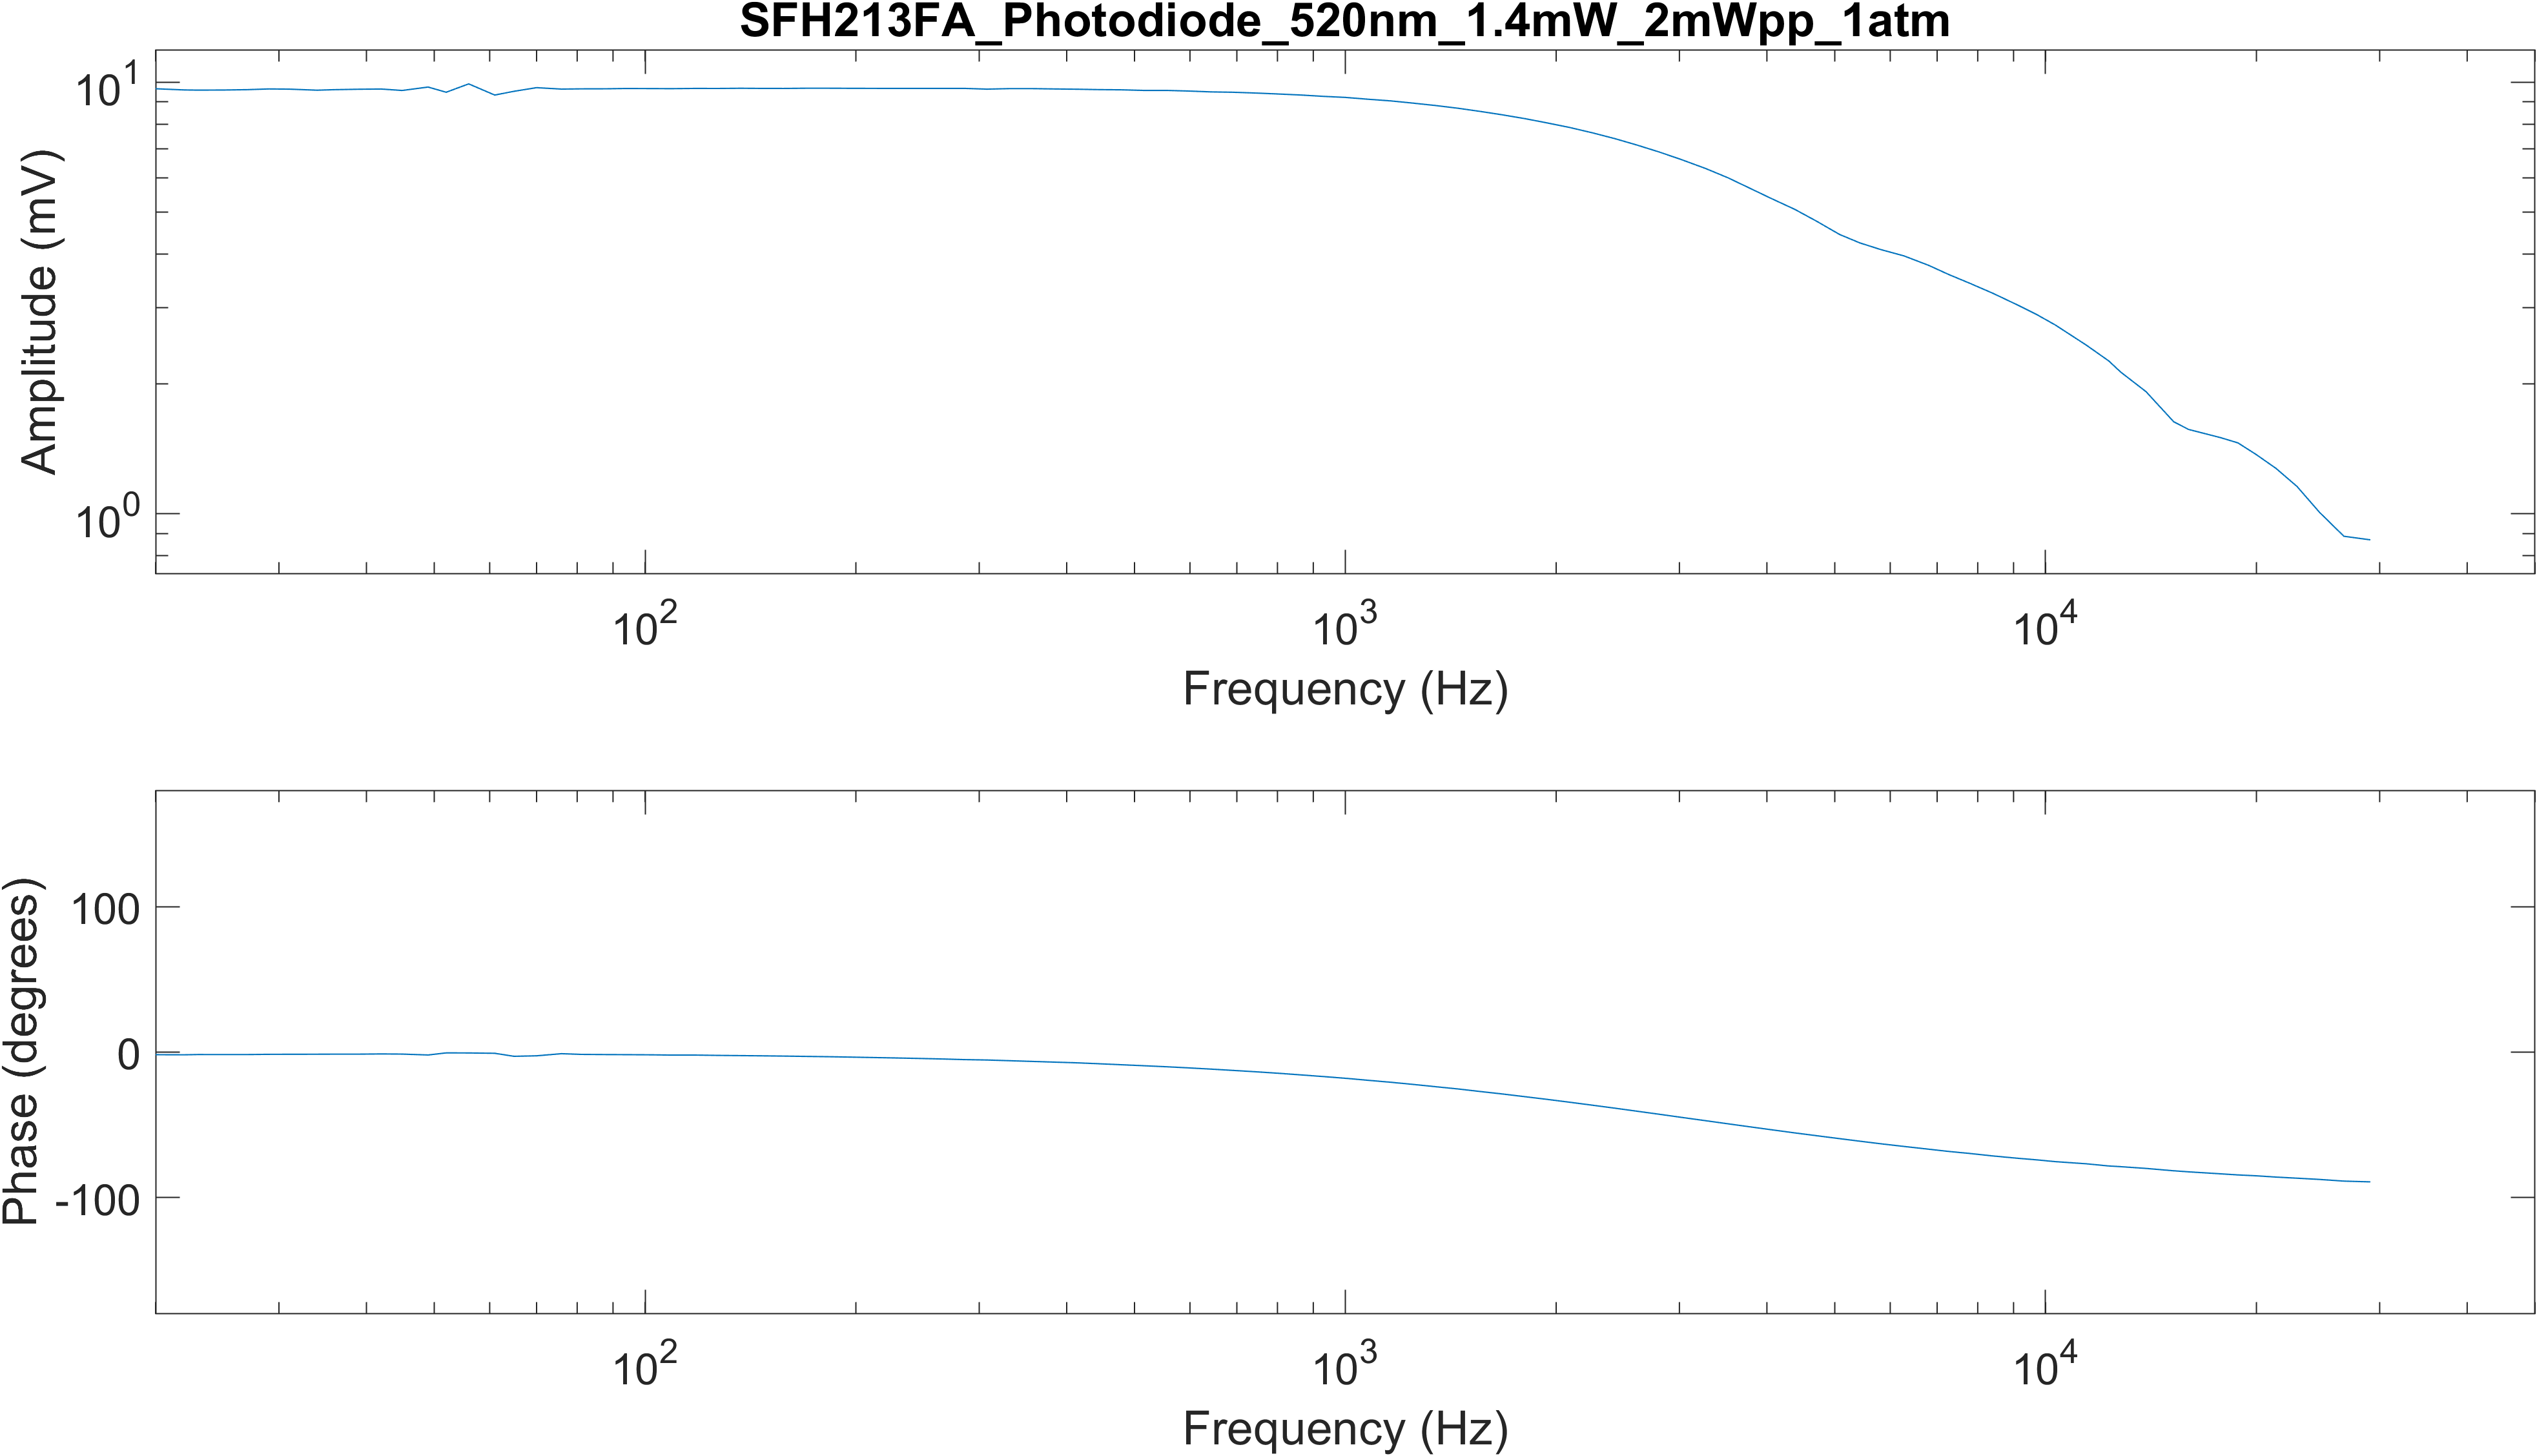 SFH213FA_Photodiode_520nm_1.4mW_2mWpp_1atm
Amplitude (mV)
10^1
10^0
10^2
10^3
10^4
Frequency (Hz)
Phase (degrees)
100
0
-100
10^2
10^3
10^4
Frequency (Hz)